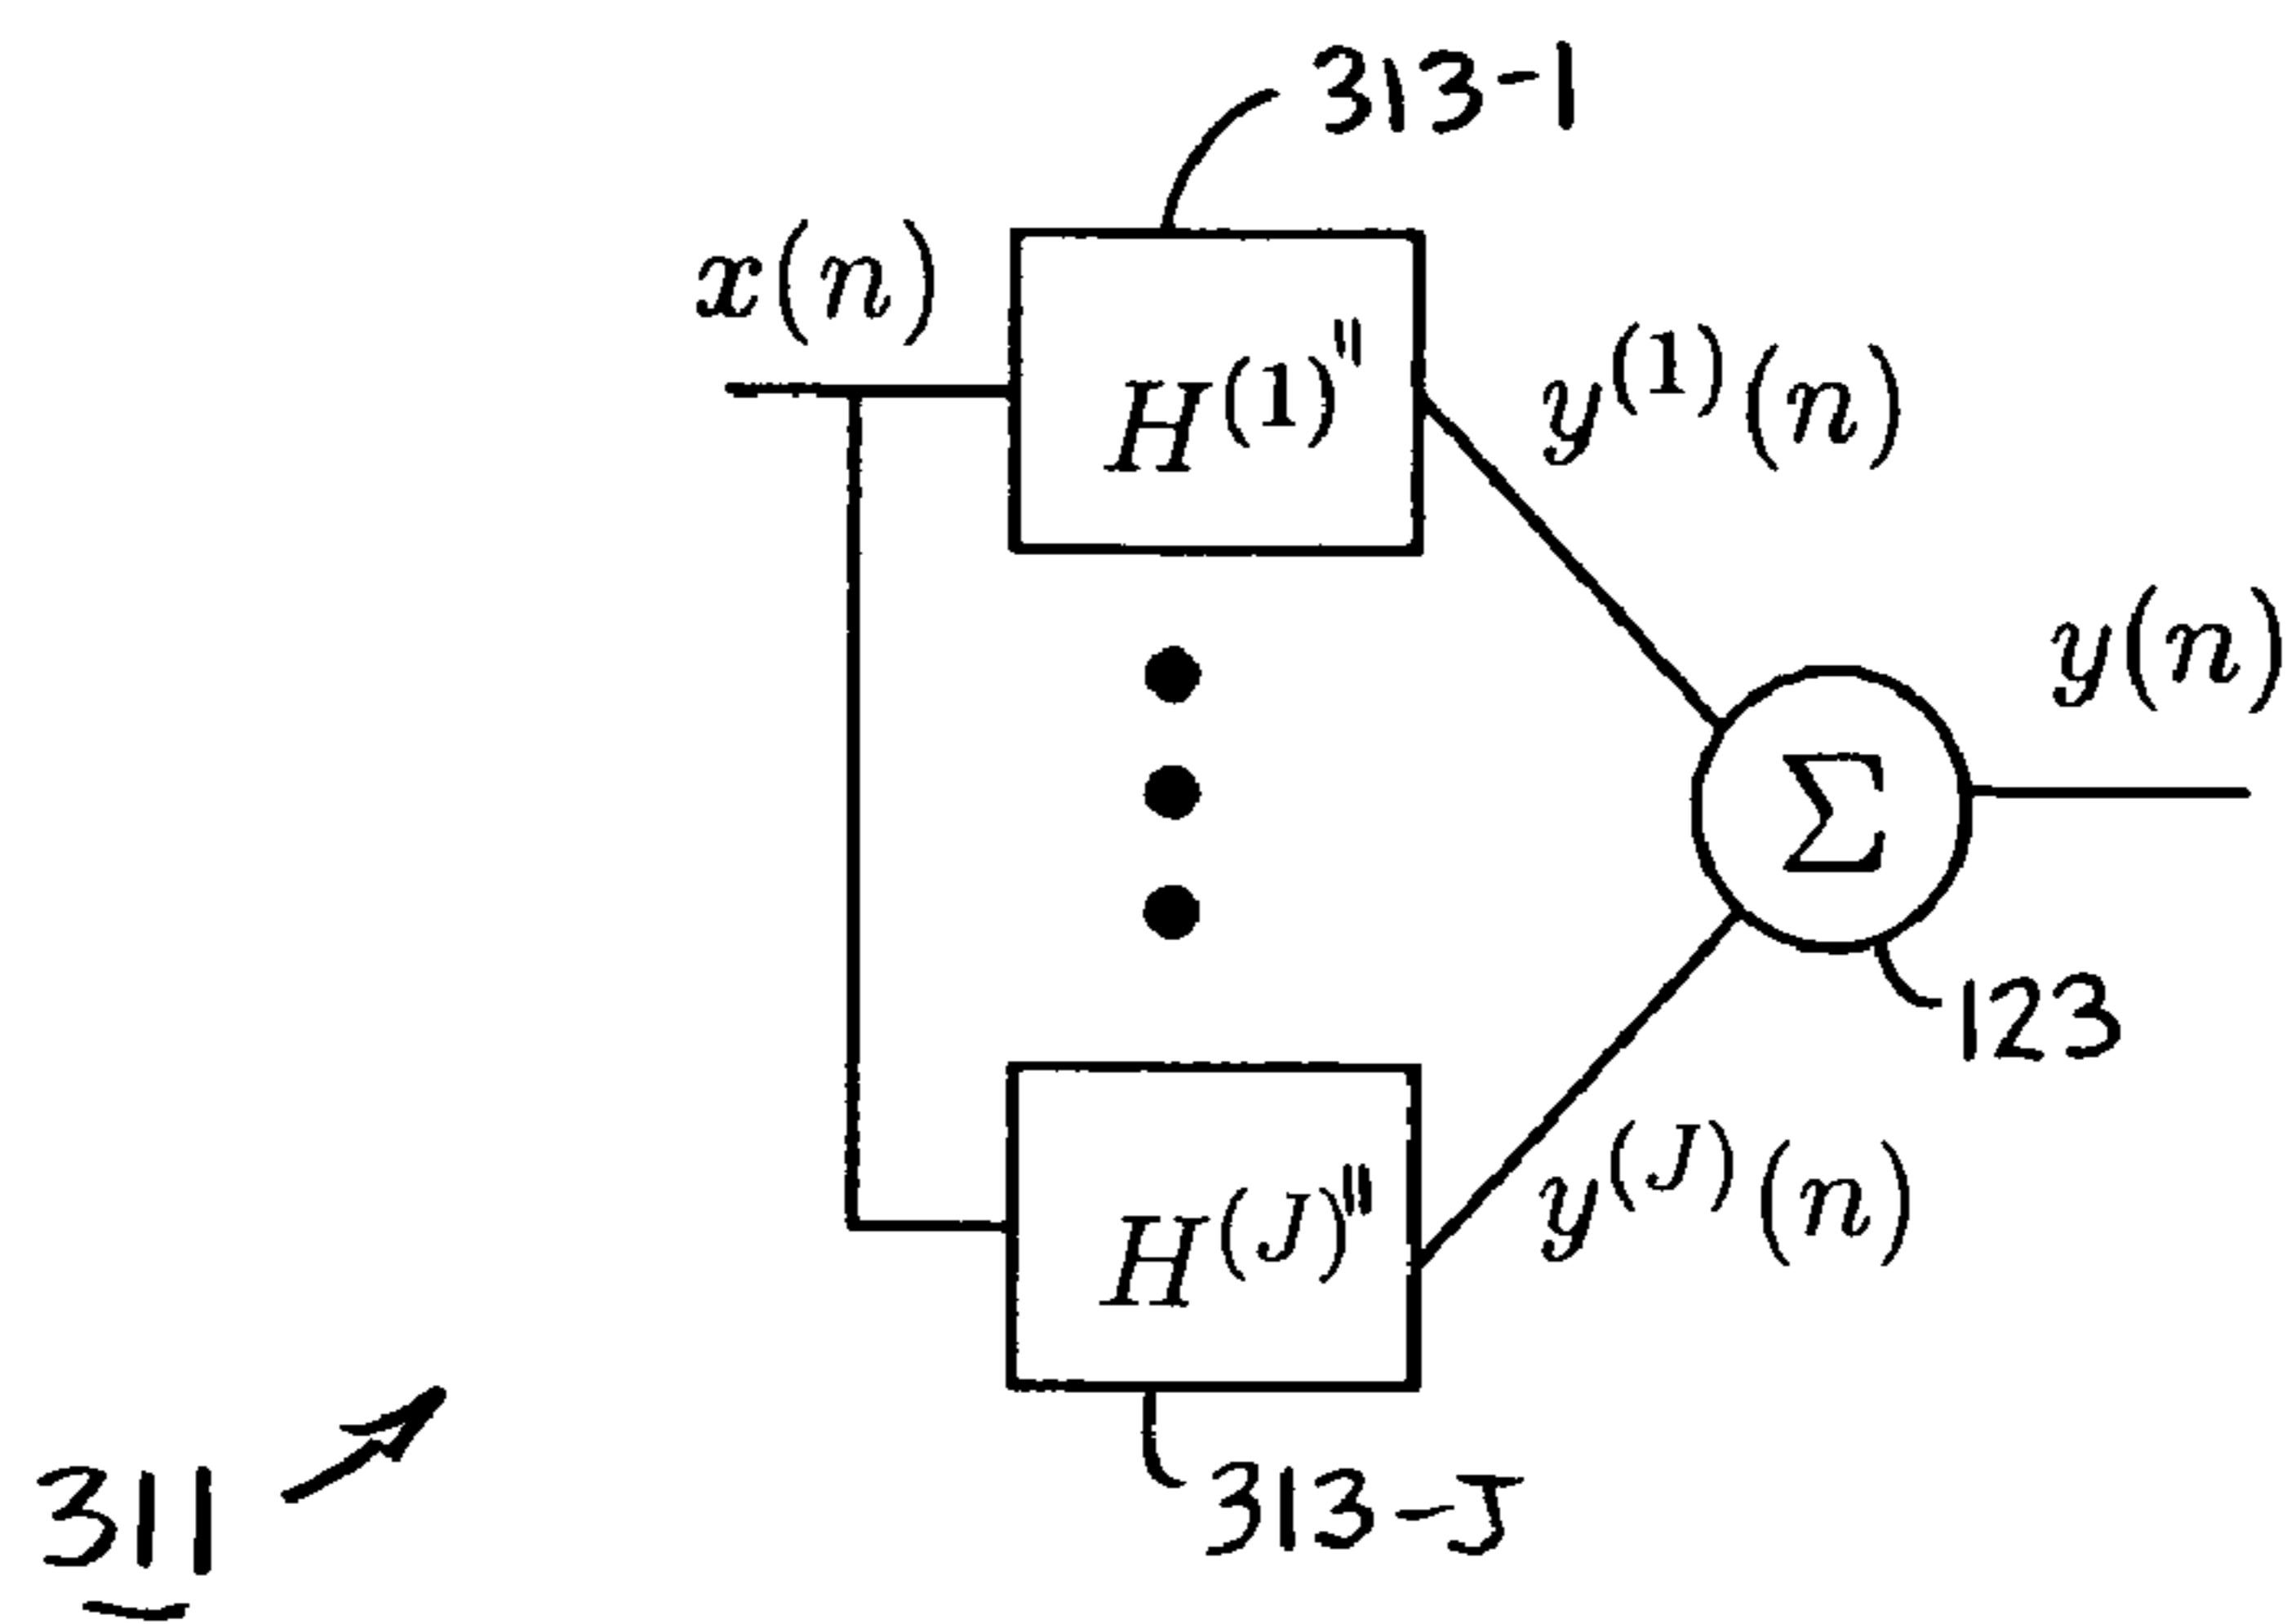 313-1
x(n)
H^(1)"
y^(1)(n)
y(n)
Σ
123
H^(J)"
y^(J)(n)
313-J
311